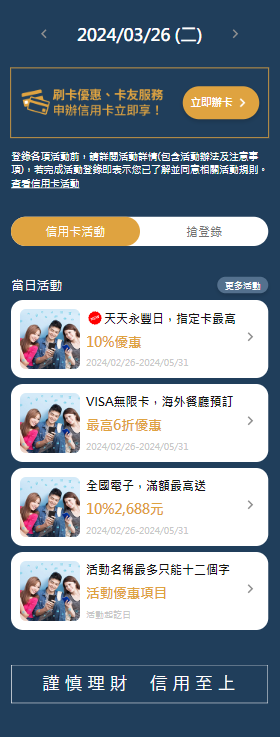 2024/03/26 (二)
刷卡優惠、卡友服務
申辦信用卡立即享！
立即辦卡
登錄各項活動前，請詳閱活動詳情(包含活動辦法及注意事
項)，若完成活動登錄即表示您已了解並同意相關活動規則。
查看信用卡活動
信用卡活動
搶登錄
當日活動
更多活動
天天永豐日，指定卡最高
10%優惠
2024/02/26-2024/05/31
VISA無限卡，海外餐廳預訂
最高6折優惠
2024/02/26-2024/05/31
全國電子，滿額最高送
10%2,688元
2024/02/26-2024/05/31
活動名稱最多只能十二個字
活動優惠項目
活動起訖日
謹慎理財 信用至上